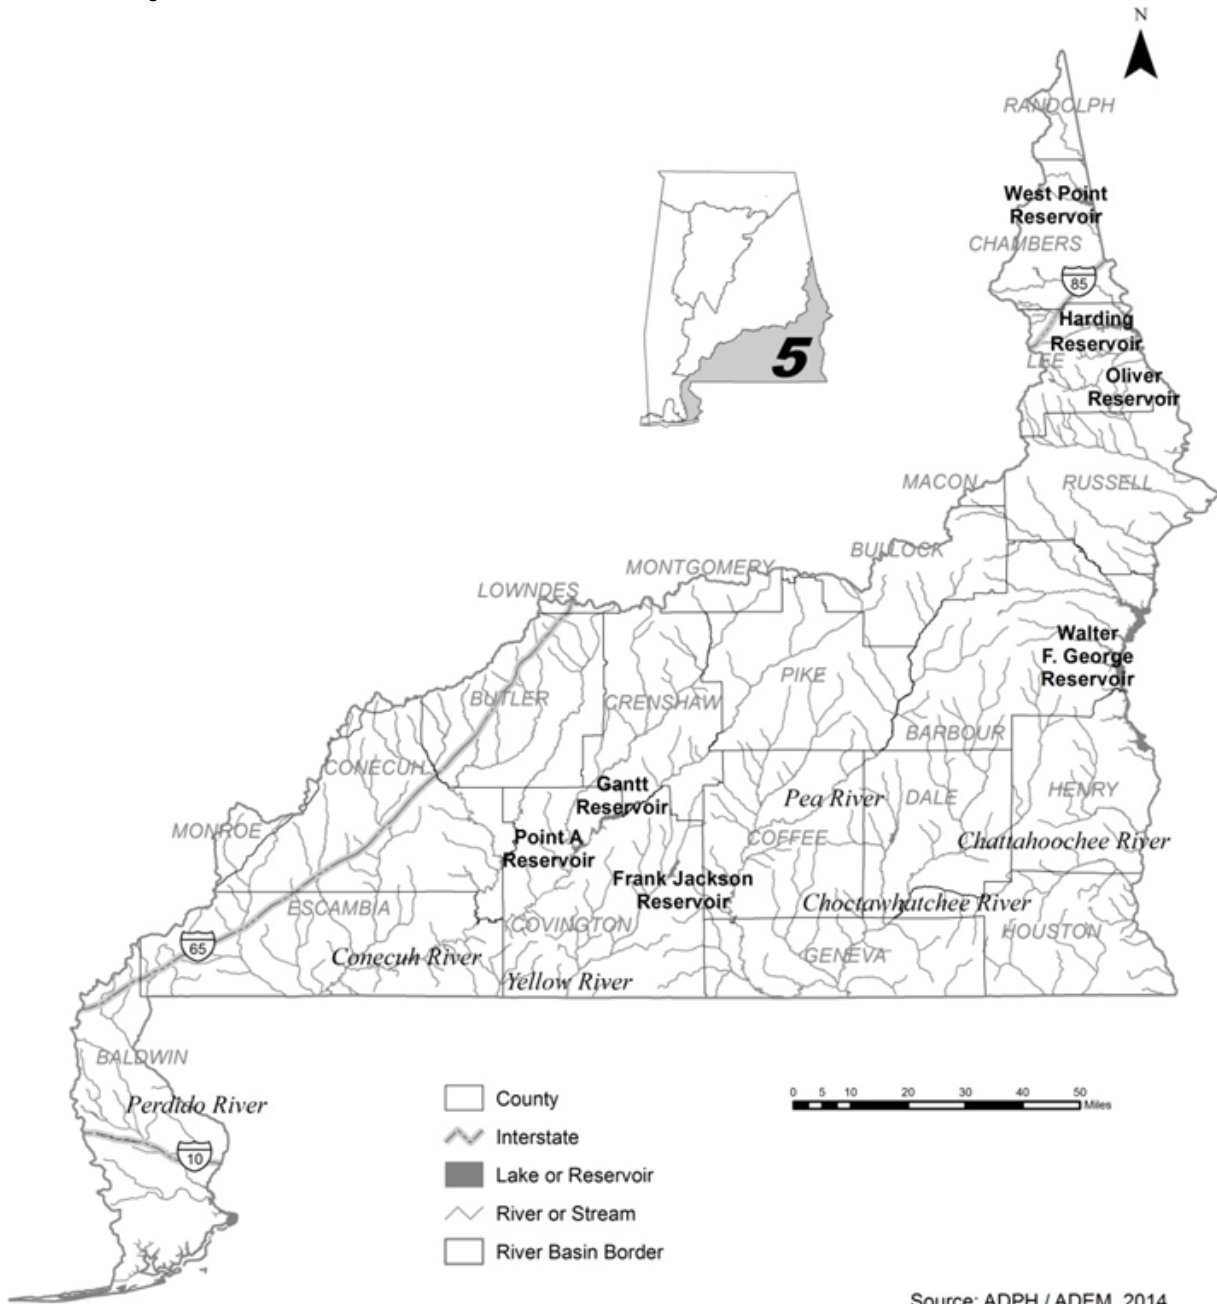 N
RANDOLPH
West Point
Reservoir
CHAMBERS
85
Harding
Reservoir
LEE
Oliver
Reservoir
5
MACON
RUSSELL
BULLOCK
MONTGOMERY
LOWNDES
Walter
F. George
Reservoir
PIKE
BUTLER
CRENSHAW
BARBOUR
CONECUH
Gantt
Reservoir
Pea River
DALE
HENRY
MONROE
Point A
Reservoir
COFFEE
Chattahoochee River
Frank Jackson
Reservoir
Choctawhatchee River
ESCAMBIA
COVINGTON
HOUSTON
65
Conecuh River
GENEVA
Yellow River
BALDWIN
Perdido River
10
County
Interstate
Lake or Reservoir
River or Stream
River Basin Border
0 5 10 20 30 40 50
Miles
Source: ADPH / ADEM, 2014